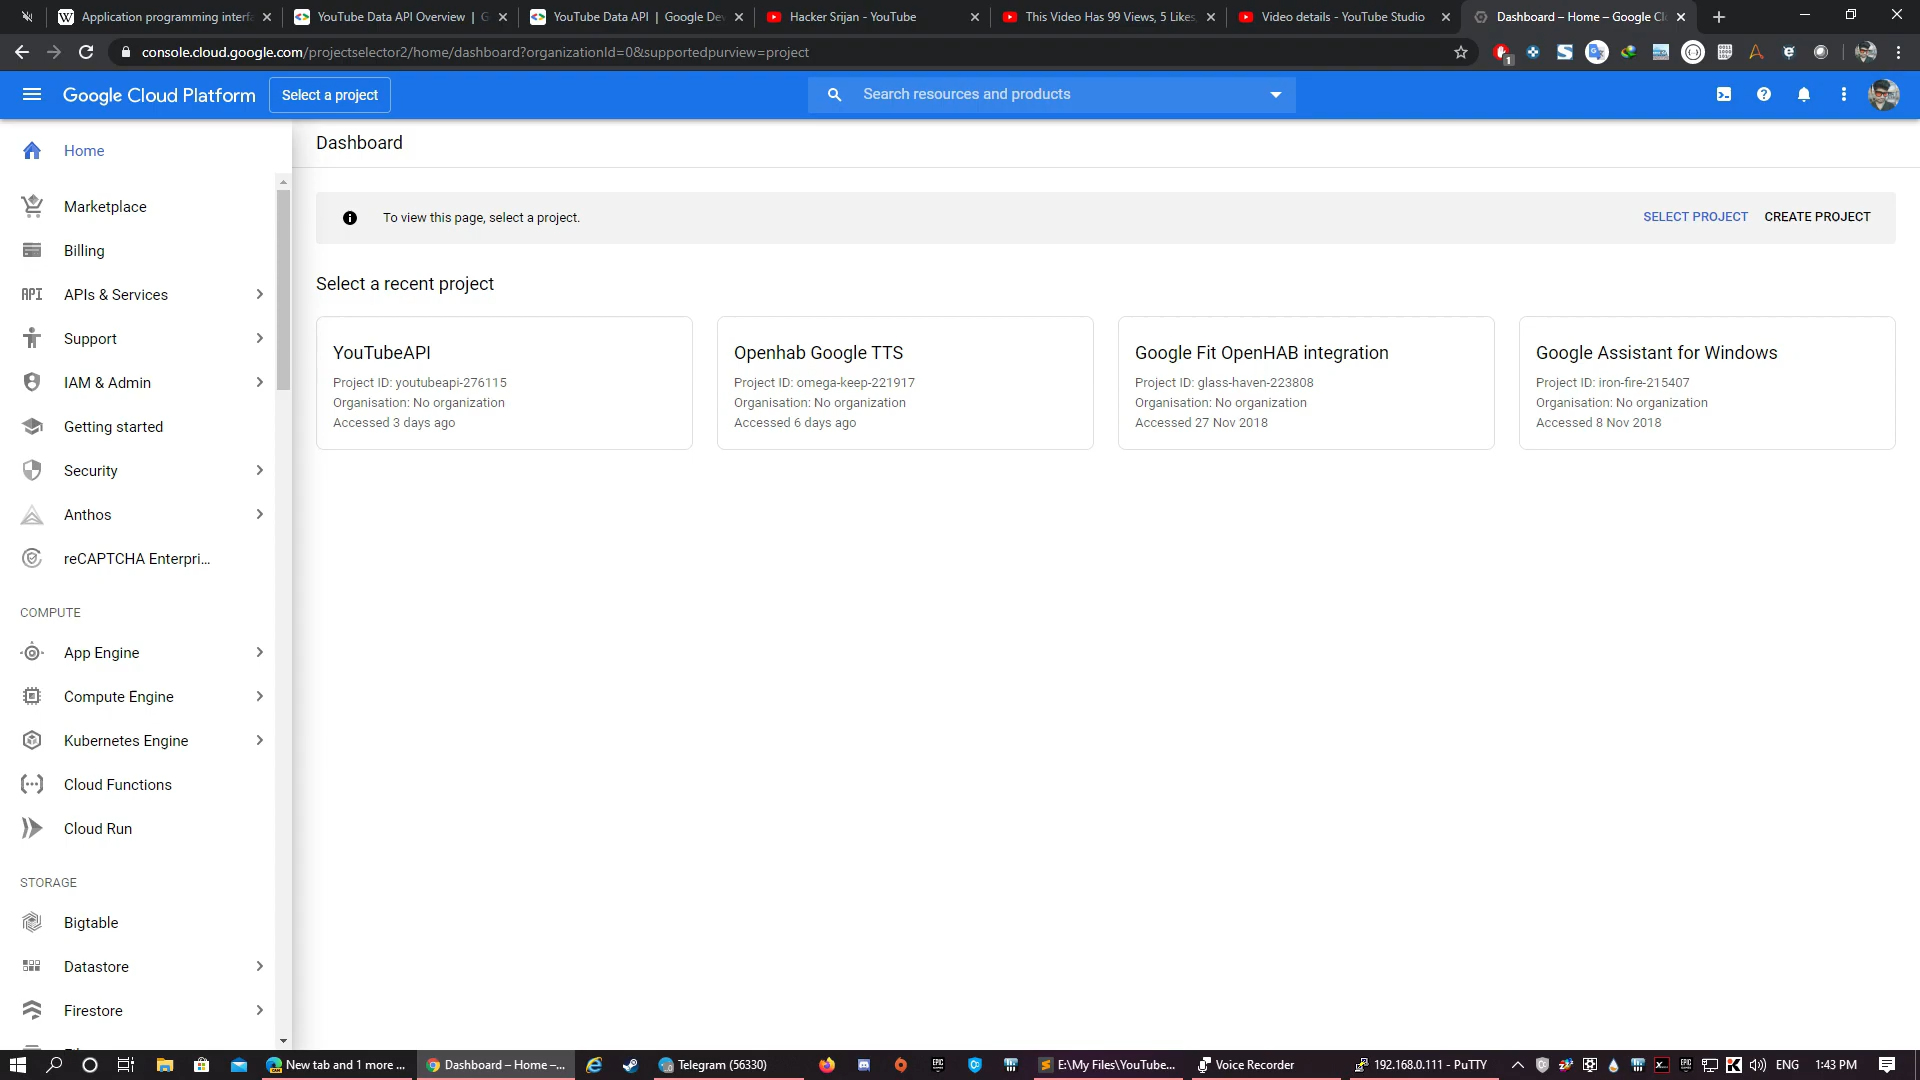 Application programming interfa
YouTube Data API Overview | G
YouTube Data API | Google Dev
Hacker Srijan - YouTube
This Video Has 99 Views, 5 Likes,
Video details - YouTube Studio
Dashboard – Home – Google Cl
console.cloud.google.com/projectselector2/home/dashboard?organizationId=0&supportedpurview=project
1
Google Cloud Platform
Select a project
Search resources and products
Home
Marketplace
Billing
API APIs & Services
Support
IAM & Admin
Getting started
Security
Anthos
reCAPTCHA Enterpri...
COMPUTE
App Engine
Compute Engine
Kubernetes Engine
Cloud Functions
Cloud Run
STORAGE
Bigtable
Datastore
Firestore
Dashboard
To view this page, select a project.
SELECT PROJECT
CREATE PROJECT
Select a recent project
YouTubeAPI
Project ID: youtubeapi-276115
Organisation: No organization
Accessed 3 days ago
Openhab Google TTS
Project ID: omega-keep-221917
Organisation: No organization
Accessed 6 days ago
Google Fit OpenHAB integration
Project ID: glass-haven-223808
Organisation: No organization
Accessed 27 Nov 2018
Google Assistant for Windows
Project ID: iron-fire-215407
Organisation: No organization
Accessed 8 Nov 2018
New tab and 1 more ...
Dashboard – Home –...
Telegram (56330)
E:\My Files\YouTube...
Voice Recorder
192.168.0.111 - PuTTY
ENG
1:43 PM